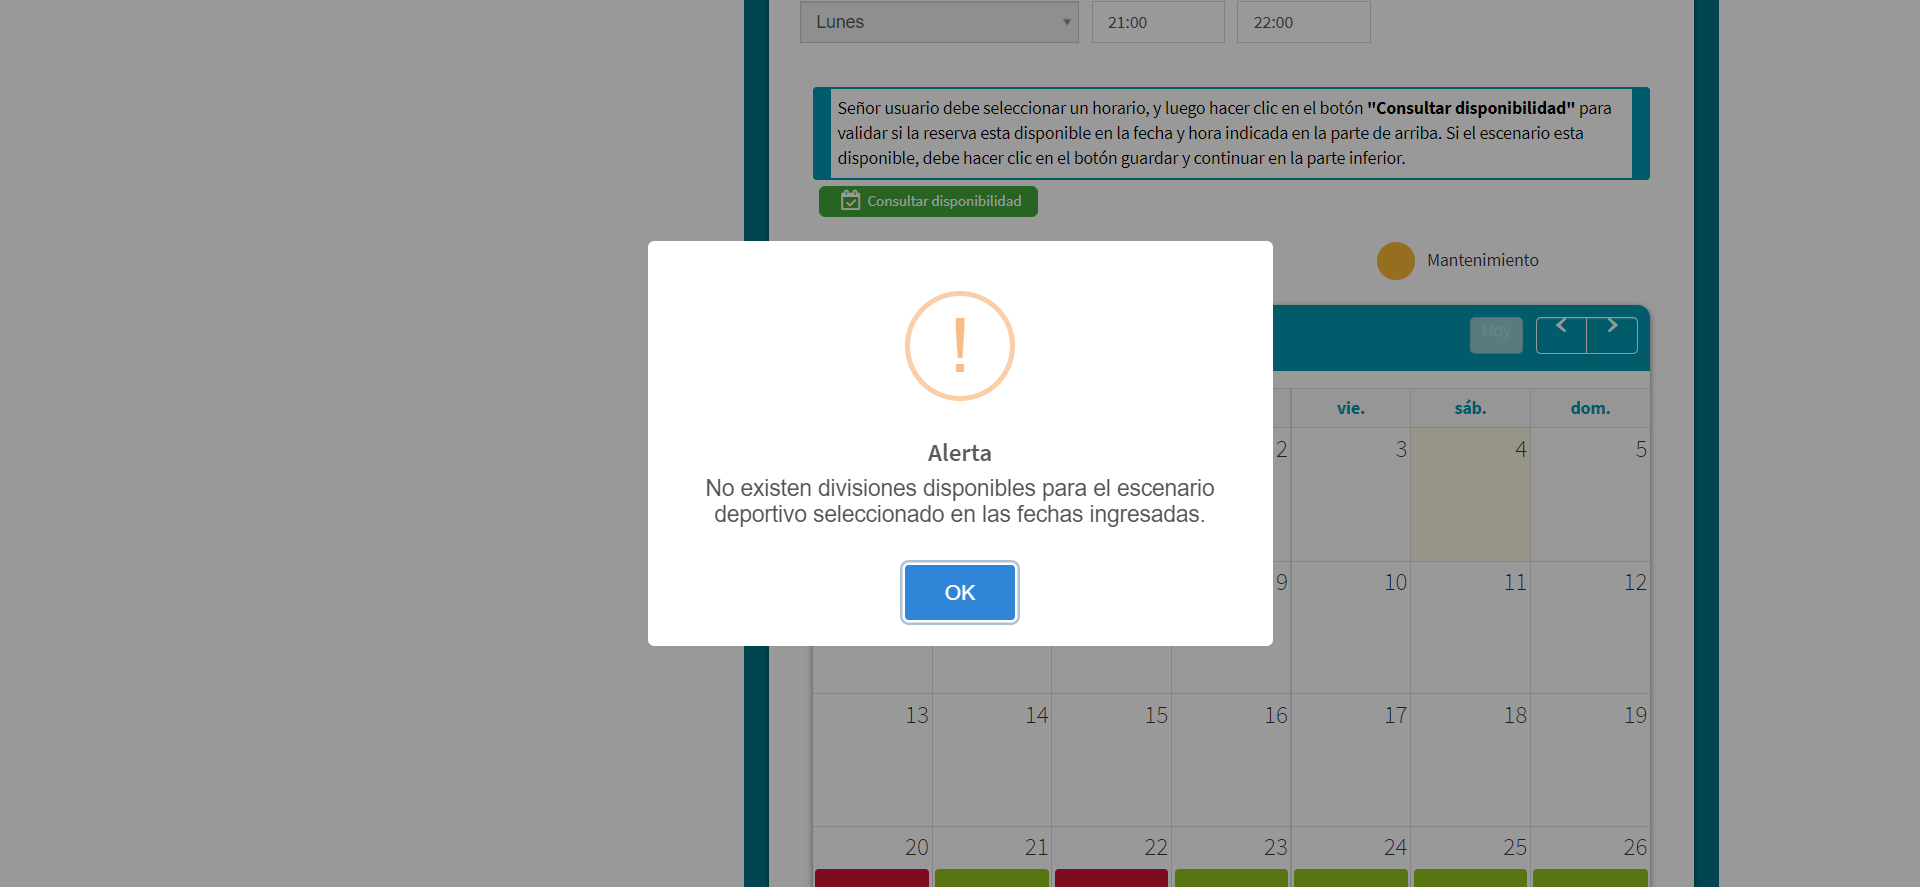 Lunes 21:00 22:00
Señor usuario debe seleccionar un horario, y luego hacer clic en el botón "Consultar disponibilidad" para
validar si la reserva esta disponible en la fecha y hora indicada en la parte de arriba. Si el escenario esta
disponible, debe hacer clic en el botón guardar y continuar en la parte inferior.
Consultar disponibilidad
Mantenimiento
Hoy
!
Alerta
No existen divisiones disponibles para el escenario
deportivo seleccionado en las fechas ingresadas.
OK
vie. sáb. dom.
2 3 4 5
9 10 11 12
13 14 15 16 17 18 19
20 21 22 23 24 25 26